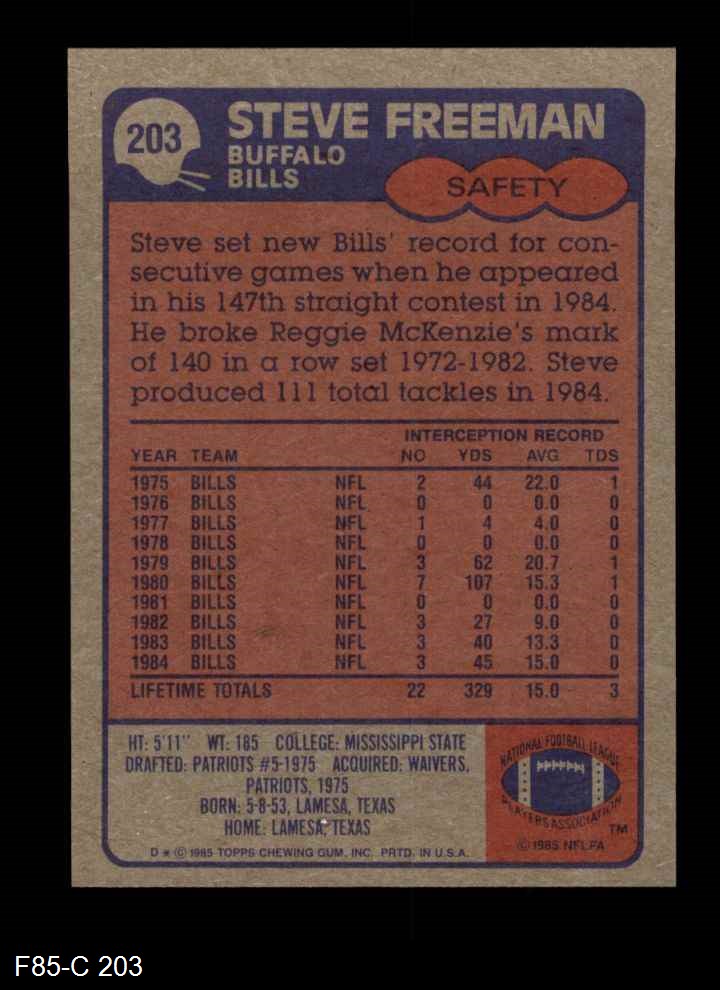 203
STEVE FREEMAN
BUFFALO
BILLS
SAFETY
Steve set new Bills' record for con-
secutive games when he appeared
in his 147th straight contest in 1984.
He broke Reggie McKenzie's mark
of 140 in a row set 1972-1982. Steve
produced 111 total tackles in 1984.
INTERCEPTION RECORD
YEAR TEAM NO YDS AVG TDS
1975 BILLS NFL 2 44 22.0 1
1976 BILLS NFL 0 0 0.0 0
1977 BILLS NFL 1 4 4.0 0
1978 BILLS NFL 0 0 0.0 0
1979 BILLS NFL 3 62 20.7 1
1980 BILLS NFL 7 107 15.3 1
1981 BILLS NFL 0 0 0.0 0
1982 BILLS NFL 3 27 9.0 0
1983 BILLS NFL 3 40 13.3 0
1984 BILLS NFL 3 45 15.0 0
LIFETIME TOTALS 22 329 15.0 3
HT: 5'11" WT: 185 COLLEGE: MISSISSIPPI STATE
DRAFTED: PATRIOTS #5-1975 ACQUIRED: WAIVERS,
PATRIOTS, 1975
BORN: 5-8-53, LAMESA, TEXAS
HOME: LAMESA, TEXAS
D * © 1985 TOPPS CHEWING GUM, INC. PRTD. IN U.S.A.
NATIONAL FOOTBALL LEAGUE
PLAYERS ASSOCIATION
TM
© 1985 NFLPA
F85-C 203